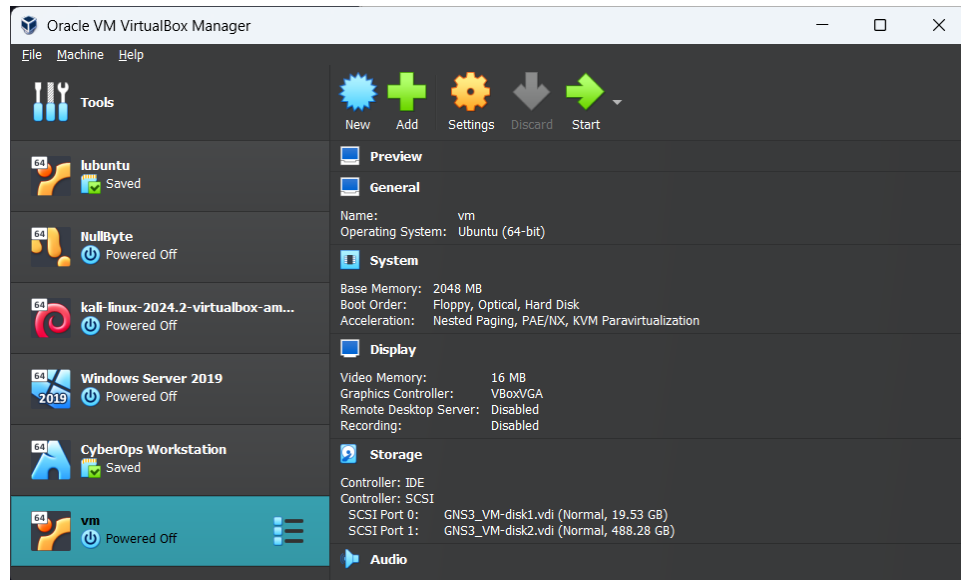 Oracle VM VirtualBox Manager
File Machine Help
Tools
New Add Settings Discard Start
64
lubuntu
Saved
64
NullByte
Powered Off
64
kali-linux-2024.2-virtualbox-am...
Powered Off
64
2019
Windows Server 2019
Powered Off
64
CyberOps Workstation
Saved
64
vm
Powered Off
Preview
General
Name: vm
Operating System: Ubuntu (64-bit)
System
Base Memory: 2048 MB
Boot Order: Floppy, Optical, Hard Disk
Acceleration: Nested Paging, PAE/NX, KVM Paravirtualization
Display
Video Memory: 16 MB
Graphics Controller: VBoxVGA
Remote Desktop Server: Disabled
Recording: Disabled
Storage
Controller: IDE
Controller: SCSI
SCSI Port 0: GNS3_VM-disk1.vdi (Normal, 19.53 GB)
SCSI Port 1: GNS3_VM-disk2.vdi (Normal, 488.28 GB)
Audio